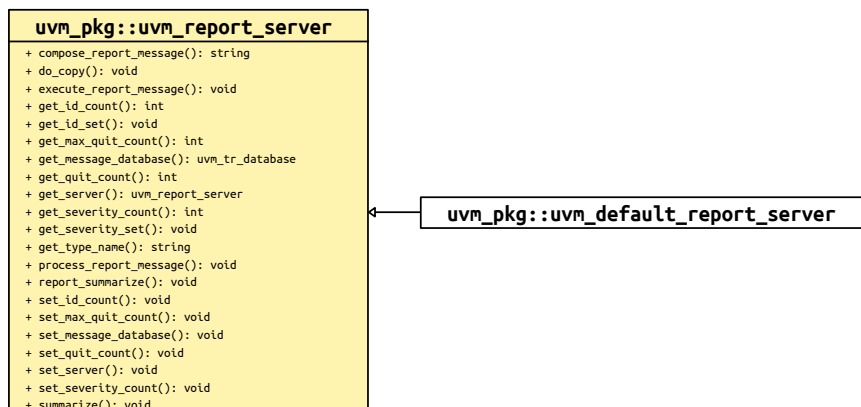 uvm_pkg::uvm_report_server
+ compose_report_message(): string
+ do_copy(): void
+ execute_report_message(): void
+ get_id_count(): int
+ get_id_set(): void
+ get_max_quit_count(): int
+ get_message_database(): uvm_tr_database
+ get_quit_count(): int
+ get_server(): uvm_report_server
+ get_severity_count(): int
+ get_severity_set(): void
+ get_type_name(): string
+ process_report_message(): void
+ report_summarize(): void
+ set_id_count(): void
+ set_max_quit_count(): void
+ set_message_database(): void
+ set_quit_count(): void
+ set_server(): void
+ set_severity_count(): void
+ summarize(): void
uvm_pkg::uvm_default_report_server